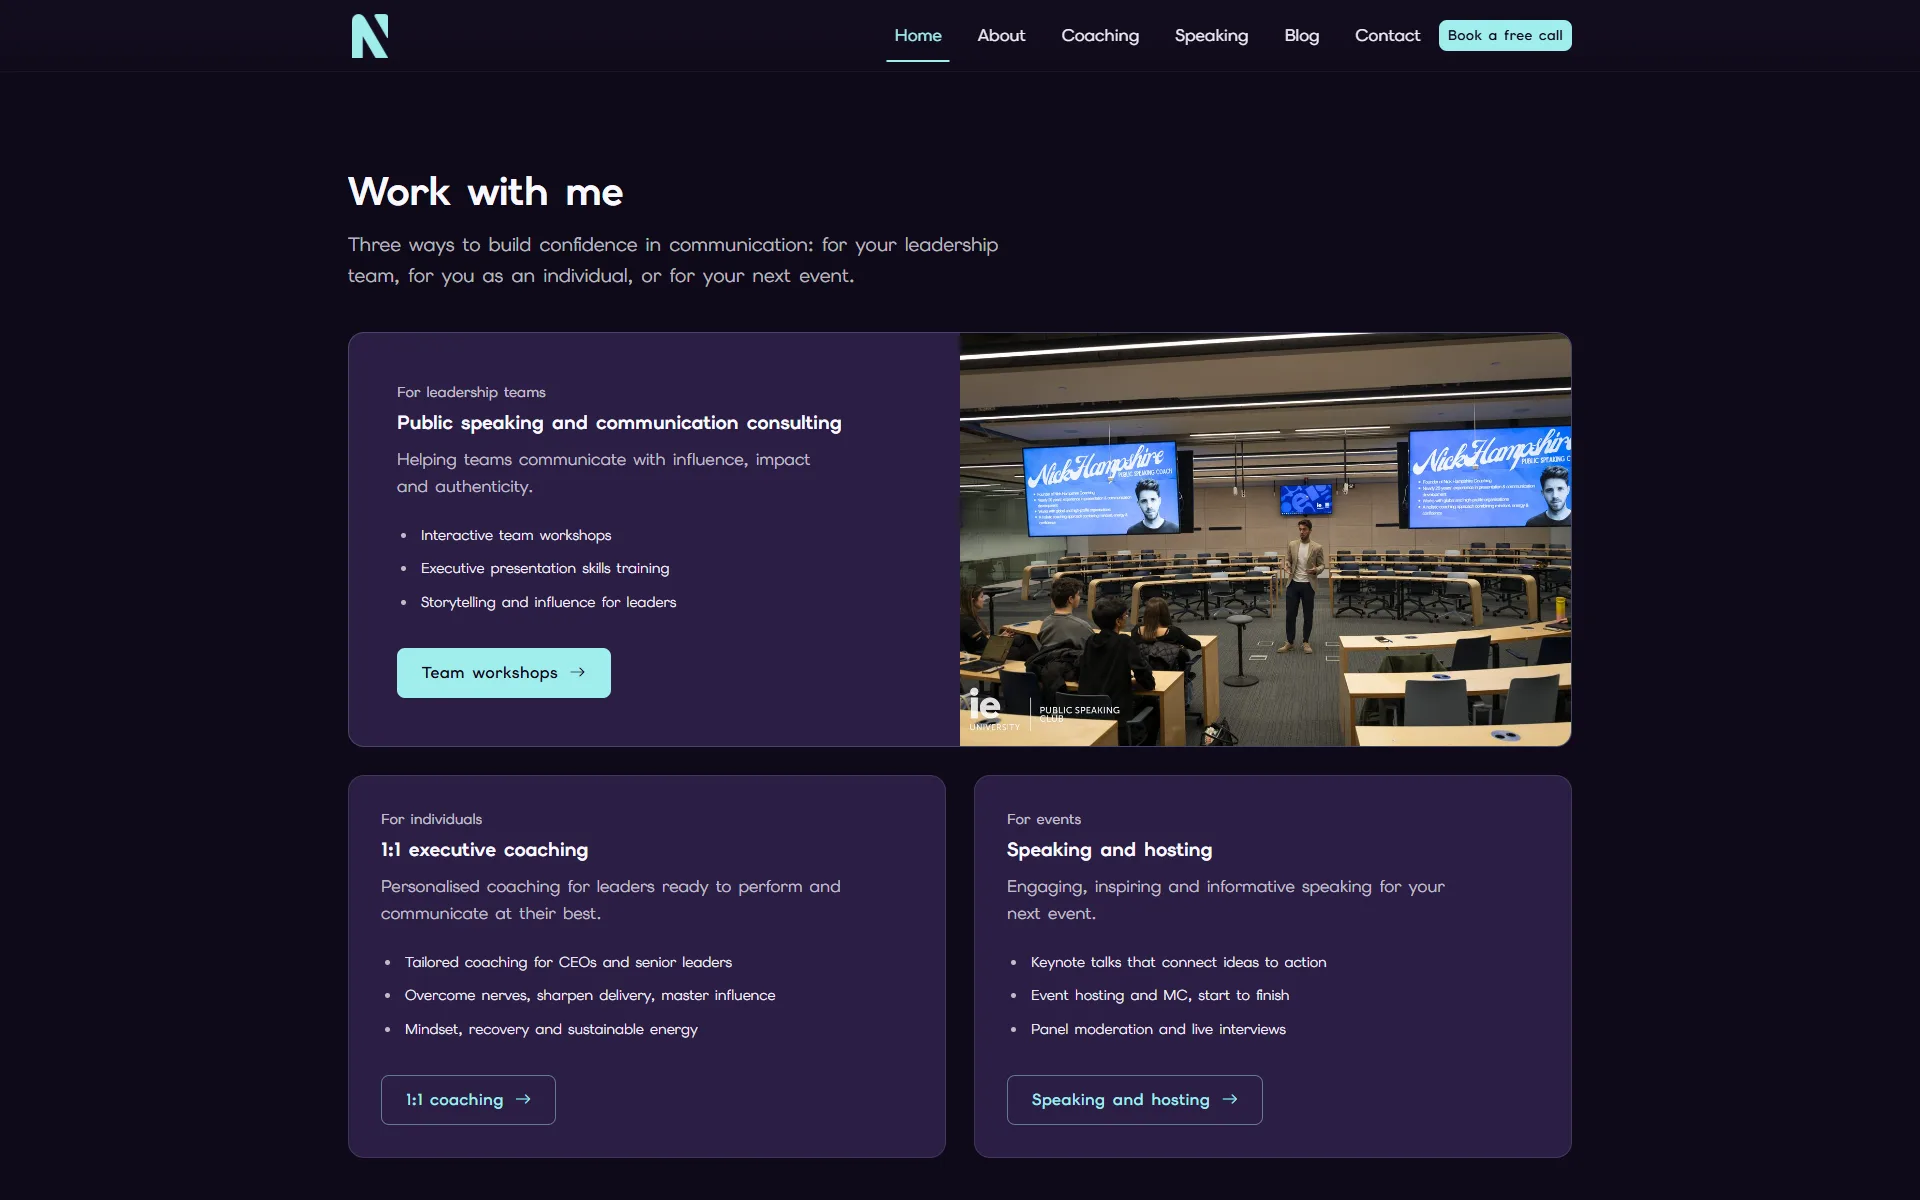 N
Home About Coaching Speaking Blog Contact Book a free call
Work with me
Three ways to build confidence in communication: for your leadership
team, for you as an individual, or for your next event.
For leadership teams
Public speaking and communication consulting
Helping teams communicate with influence, impact
and authenticity.
Interactive team workshops
Executive presentation skills training
Storytelling and influence for leaders
Team workshops →
Nick Hampshire
PUBLIC SPEAKING COACH
Nick Hampshire
PUBLIC SPEAKING C
ie
UNIVERSITY
PUBLIC SPEAKING
CLUB
For individuals
1:1 executive coaching
Personalised coaching for leaders ready to perform and
communicate at their best.
Tailored coaching for CEOs and senior leaders
Overcome nerves, sharpen delivery, master influence
Mindset, recovery and sustainable energy
1:1 coaching →
For events
Speaking and hosting
Engaging, inspiring and informative speaking for your
next event.
Keynote talks that connect ideas to action
Event hosting and MC, start to finish
Panel moderation and live interviews
Speaking and hosting →